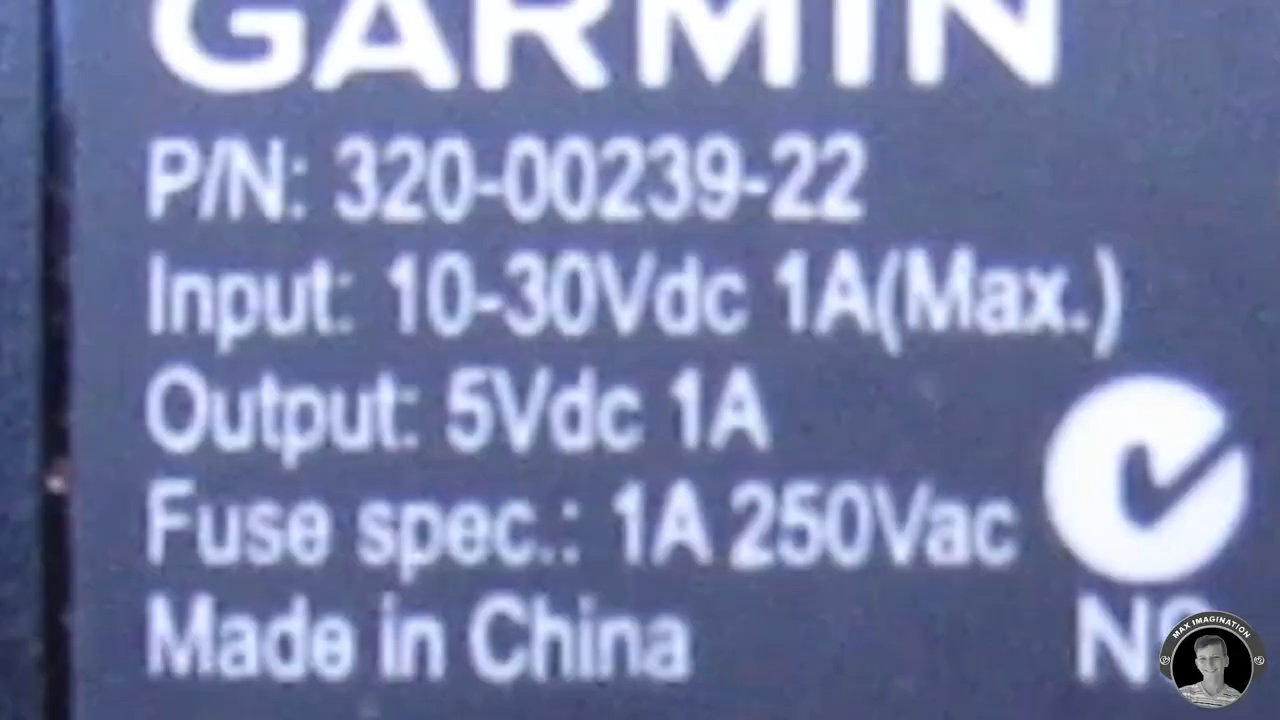 GARMIN
P/N: 320-00239-22
Input: 10-30Vdc 1A(Max.)
Output: 5Vdc 1A
Fuse spec.: 1A 250Vac
Made in China
MAX IMAGINATION